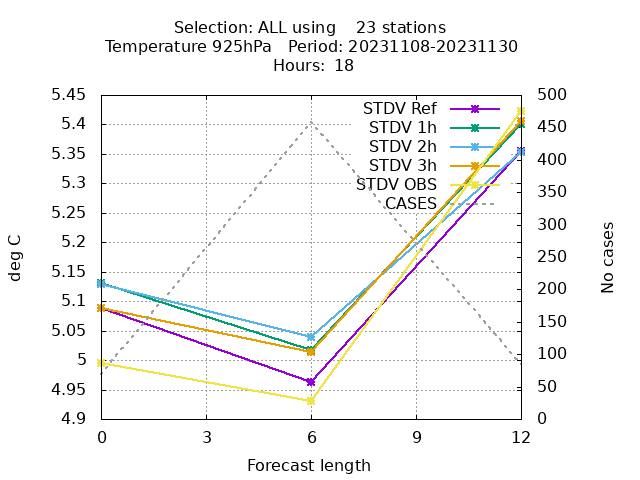 Selection: ALL using    23 stations
Temperature 925hPa   Period: 20231108-20231130
Hours:  18
5.45
5.4
5.35
5.3
5.25
5.2
5.15
5.1
5.05
5
4.95
4.9
500
450
400
350
300
250
200
150
100
50
0
STDV Ref
STDV 1h
STDV 2h
STDV 3h
STDV OBS
CASES
deg C
No cases
0 3 6 9 12
Forecast length